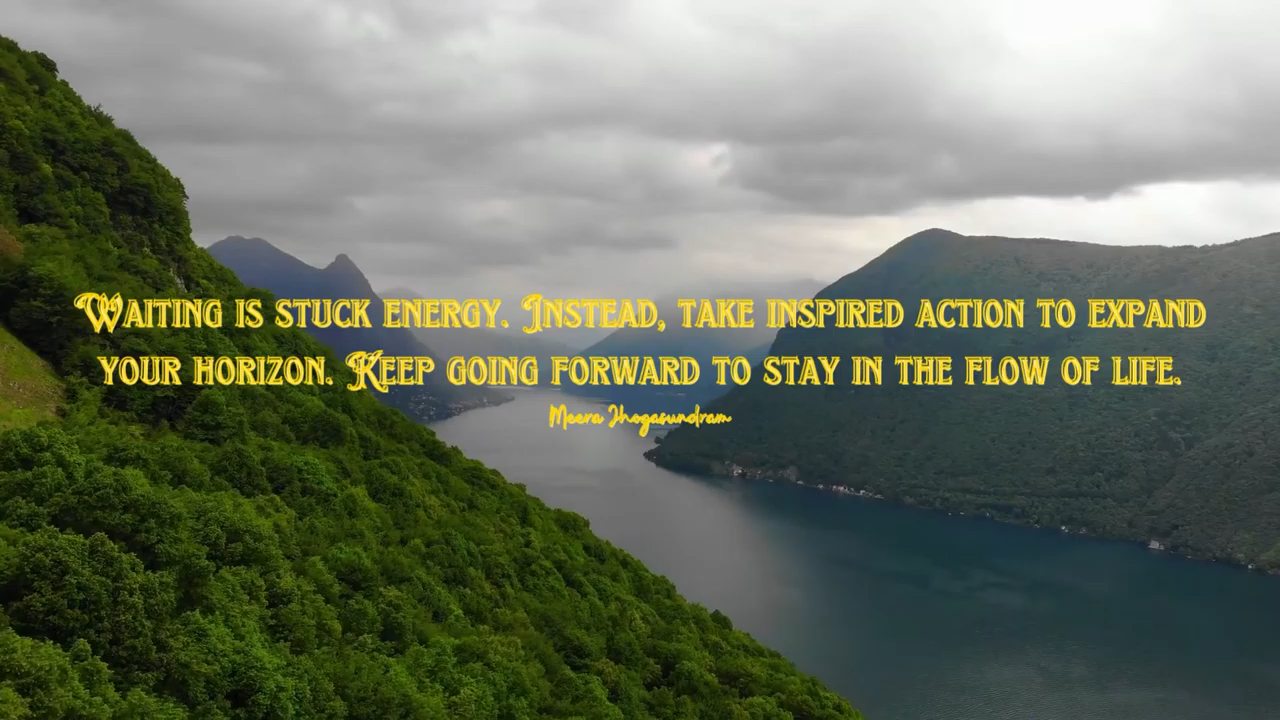 Waiting is stuck energy. Instead, take inspired action to expand
your horizon. Keep going forward to stay in the flow of life.
Meera Jhogasundram